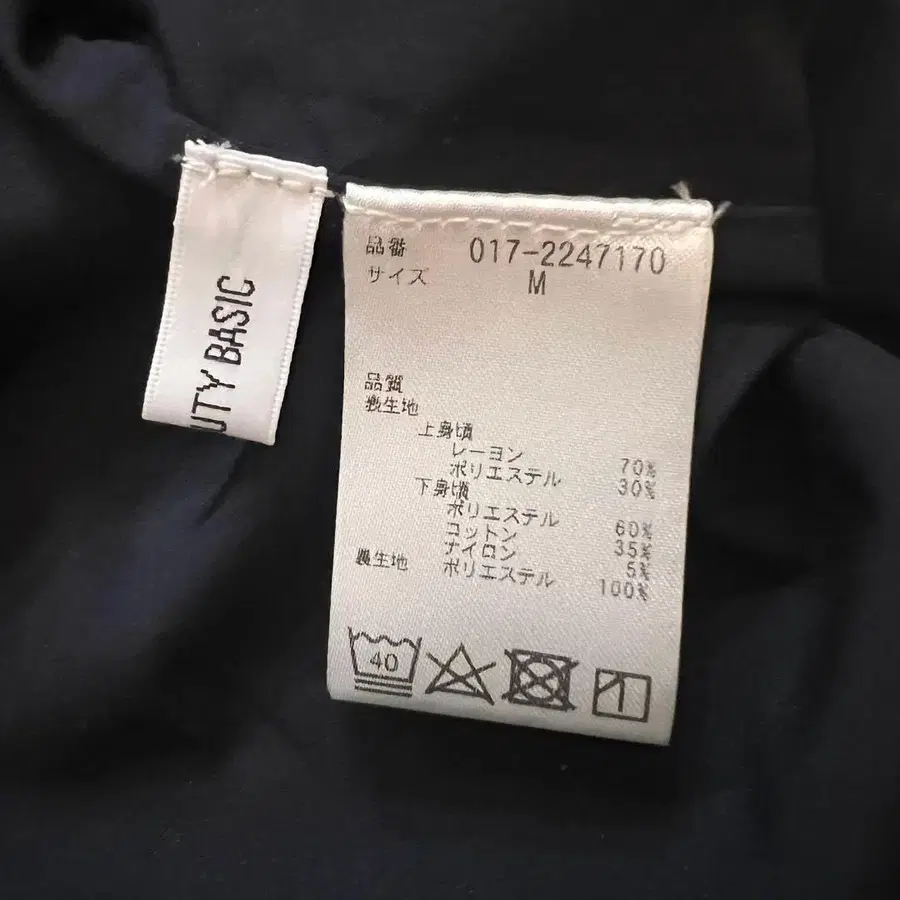 UTY BASIC
品番 017-2247170
サイズ M
品質
表生地
上身頃
レーヨン 70%
ポリエステル 30%
下身頃
ポリエステル 60%
コットン 35%
ナイロン 5%
裏生地 ポリエステル 100%
40